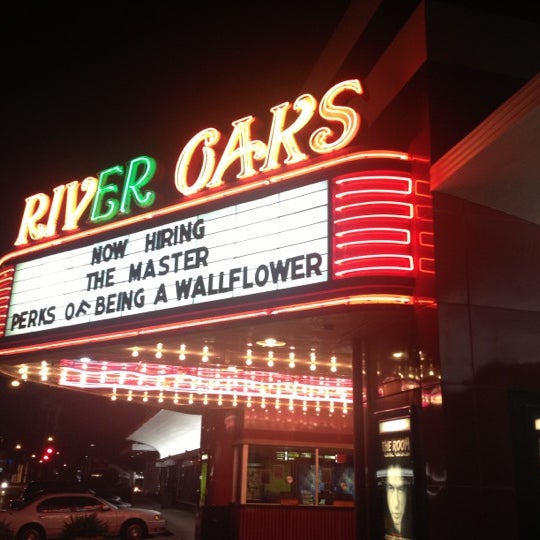 RIVER OAKS
NOW HIRING
THE MASTER
PERKS OF BEING A WALLFLOWER
THE ROOM